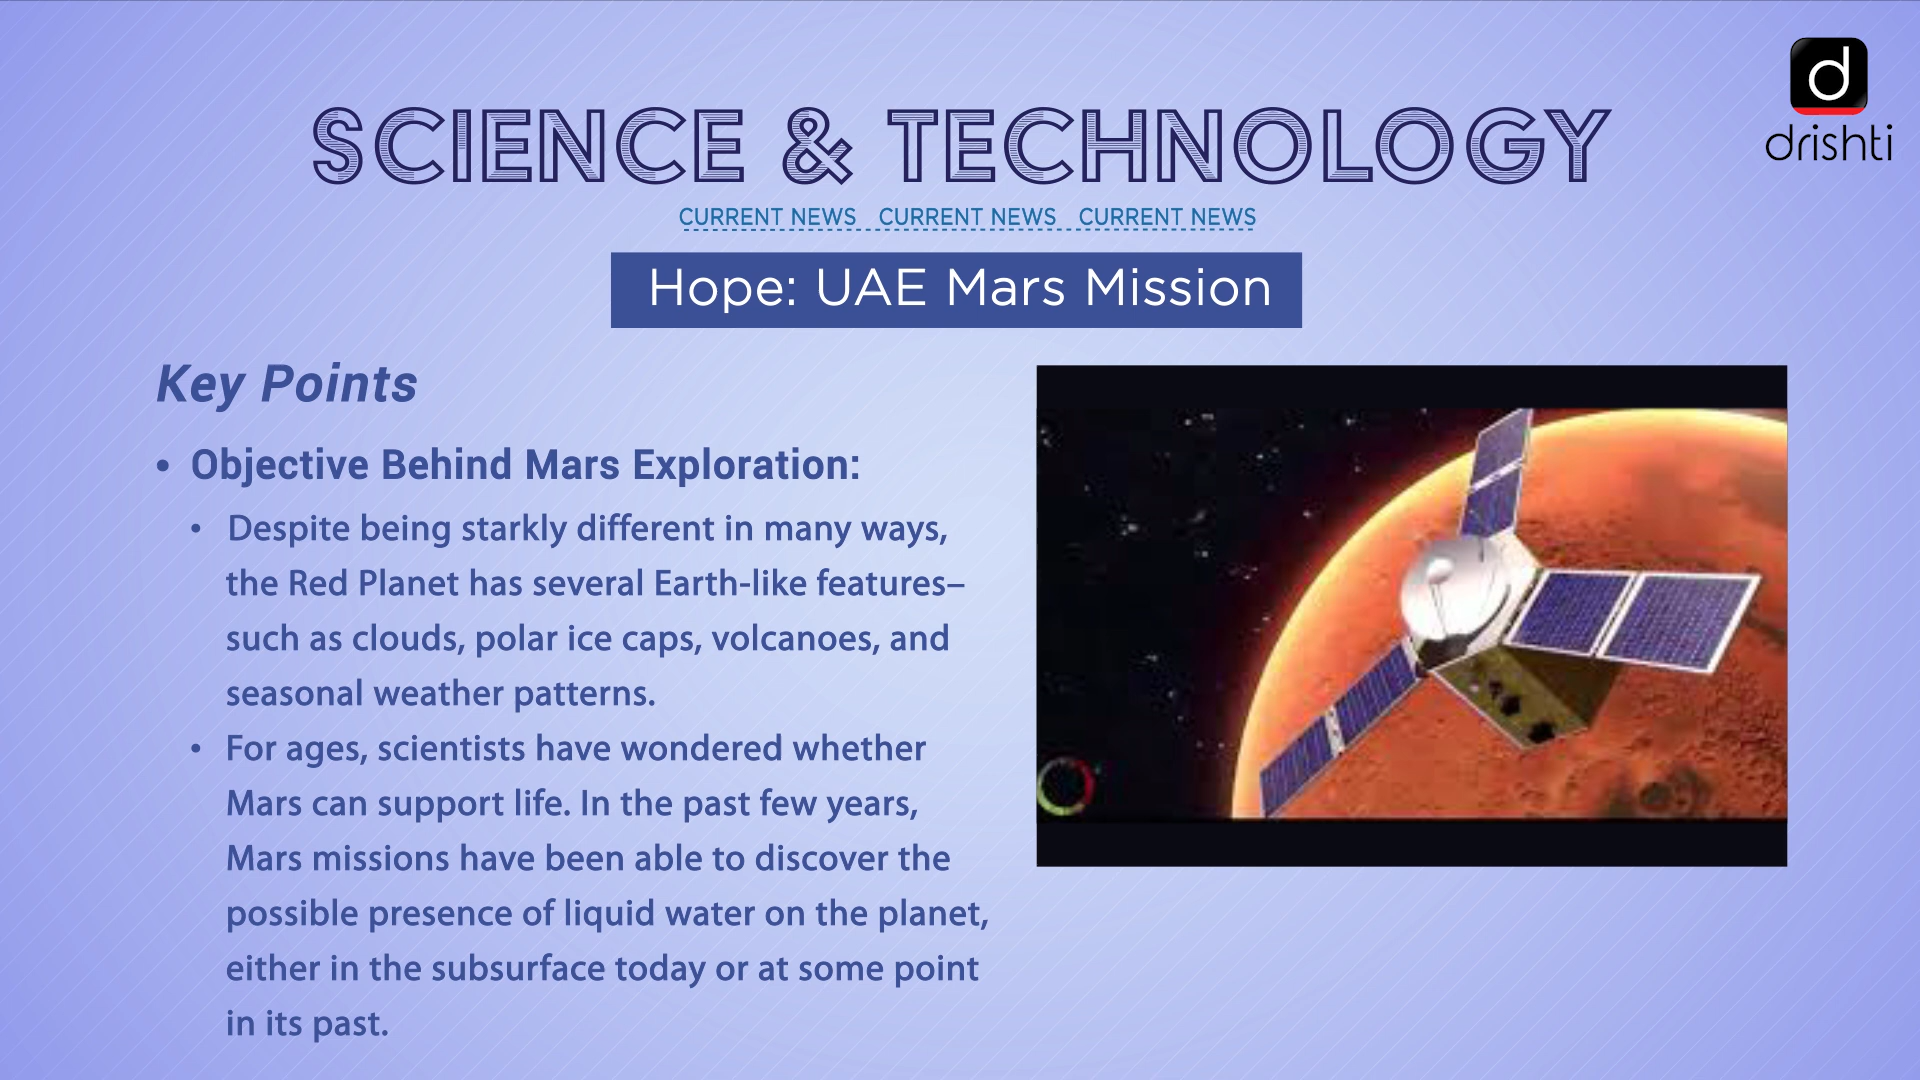 d
drishti
SCIENCE & TECHNOLOGY
CURRENT NEWS CURRENT NEWS CURRENT NEWS
Hope: UAE Mars Mission
Key Points
• Objective Behind Mars Exploration:
• Despite being starkly different in many ways,
the Red Planet has several Earth-like features–
such as clouds, polar ice caps, volcanoes, and
seasonal weather patterns.
• For ages, scientists have wondered whether
Mars can support life. In the past few years,
Mars missions have been able to discover the
possible presence of liquid water on the planet,
either in the subsurface today or at some point
in its past.